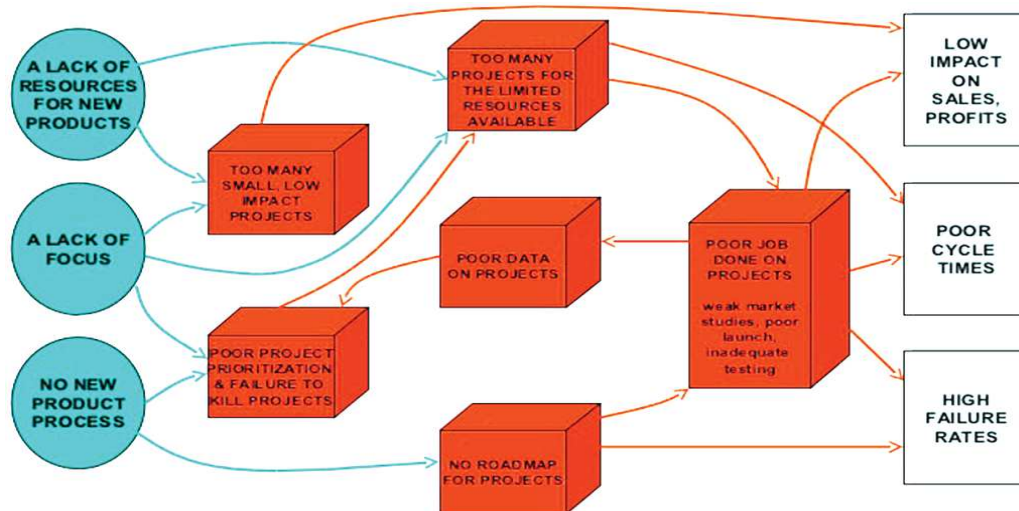 A LACK OF
RESOURCES
FOR NEW
PRODUCTS
A LACK OF
FOCUS
NO NEW
PRODUCT
PROCESS
TOO MANY
SMALL, LOW
IMPACT
PROJECTS
POOR PROJECT
PRIORITIZATION
& FAILURE TO
KILL PROJECTS
TOO MANY
PROJECTS FOR
THE LIMITED
RESOURCES
AVAILABLE
POOR DATA
ON PROJECTS
NO ROADMAP
FOR PROJECTS
POOR JOB
DONE ON
PROJECTS
weak market
studies, poor
launch,
inadequate
testing
LOW
IMPACT
ON
SALES,
PROFITS
POOR
CYCLE
TIMES
HIGH
FAILURE
RATES